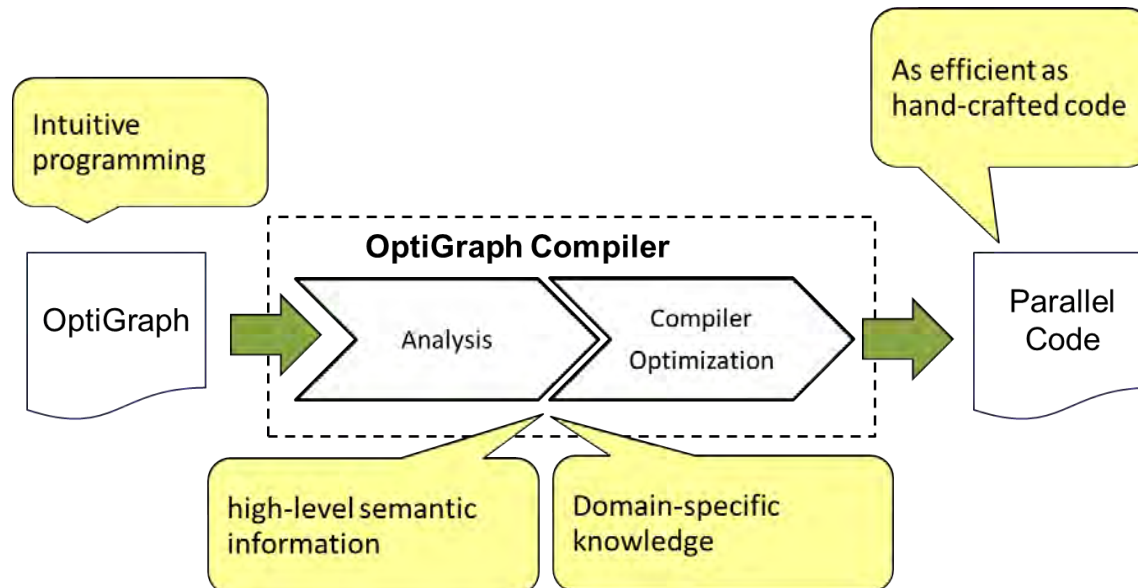 Intuitive
programming
As efficient as
hand-crafted code
OptiGraph Compiler
OptiGraph
Analysis
Compiler
Optimization
Parallel
Code
high-level semantic
information
Domain-specific
knowledge